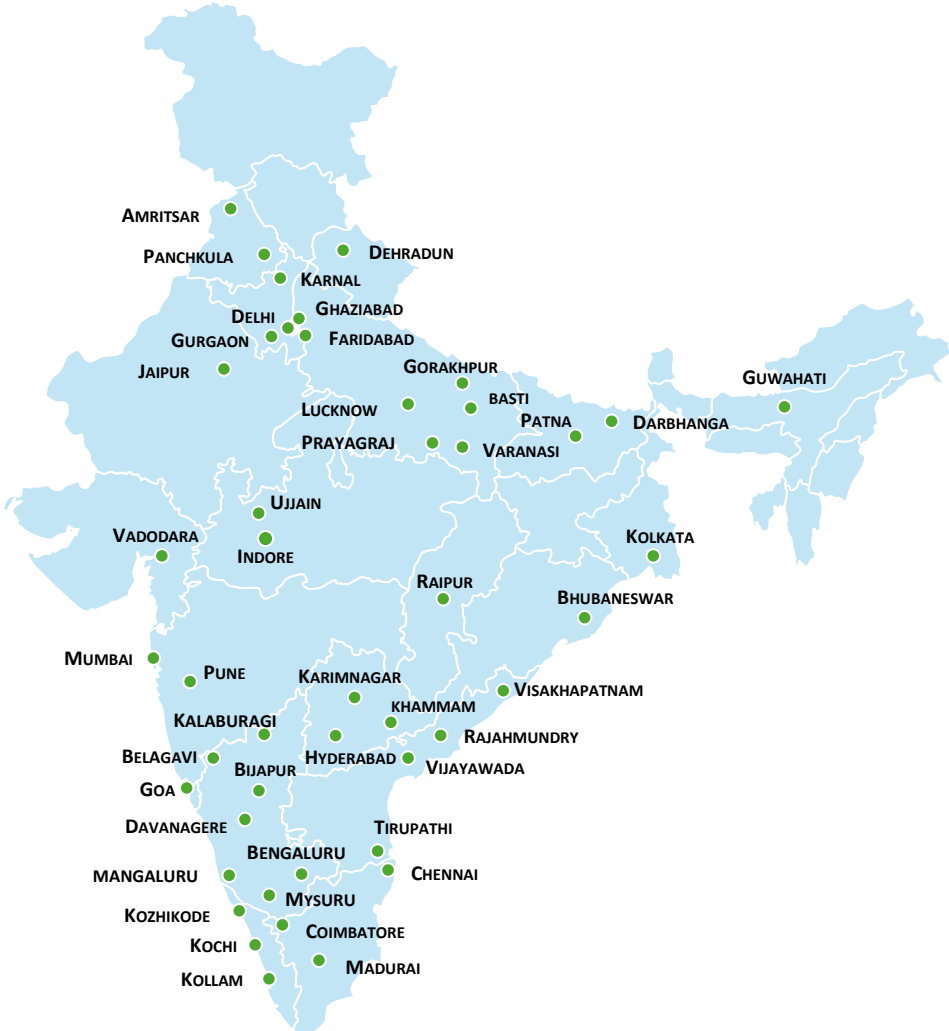 Amritsar
Panchkula
Dehradun
Karnal
Ghaziabad
Delhi
Gurgaon
Faridabad
Jaipur
Gorakhpur
Guwahati
Lucknow
basti
Patna
Darbhanga
Prayagraj
Varanasi
Ujjain
Vadodara
Kolkata
Indore
Raipur
Bhubaneswar
Mumbai
Pune
Karimnagar
Visakhapatnam
khammam
Kalaburagi
Rajahmundry
Belagavi
Hyderabad
Vijayawada
Bijapur
Goa
Davanagere
Tirupathi
Bengaluru
mangaluru
Chennai
Mysuru
Kozhikode
Coimbatore
Kochi
Madurai
Kollam